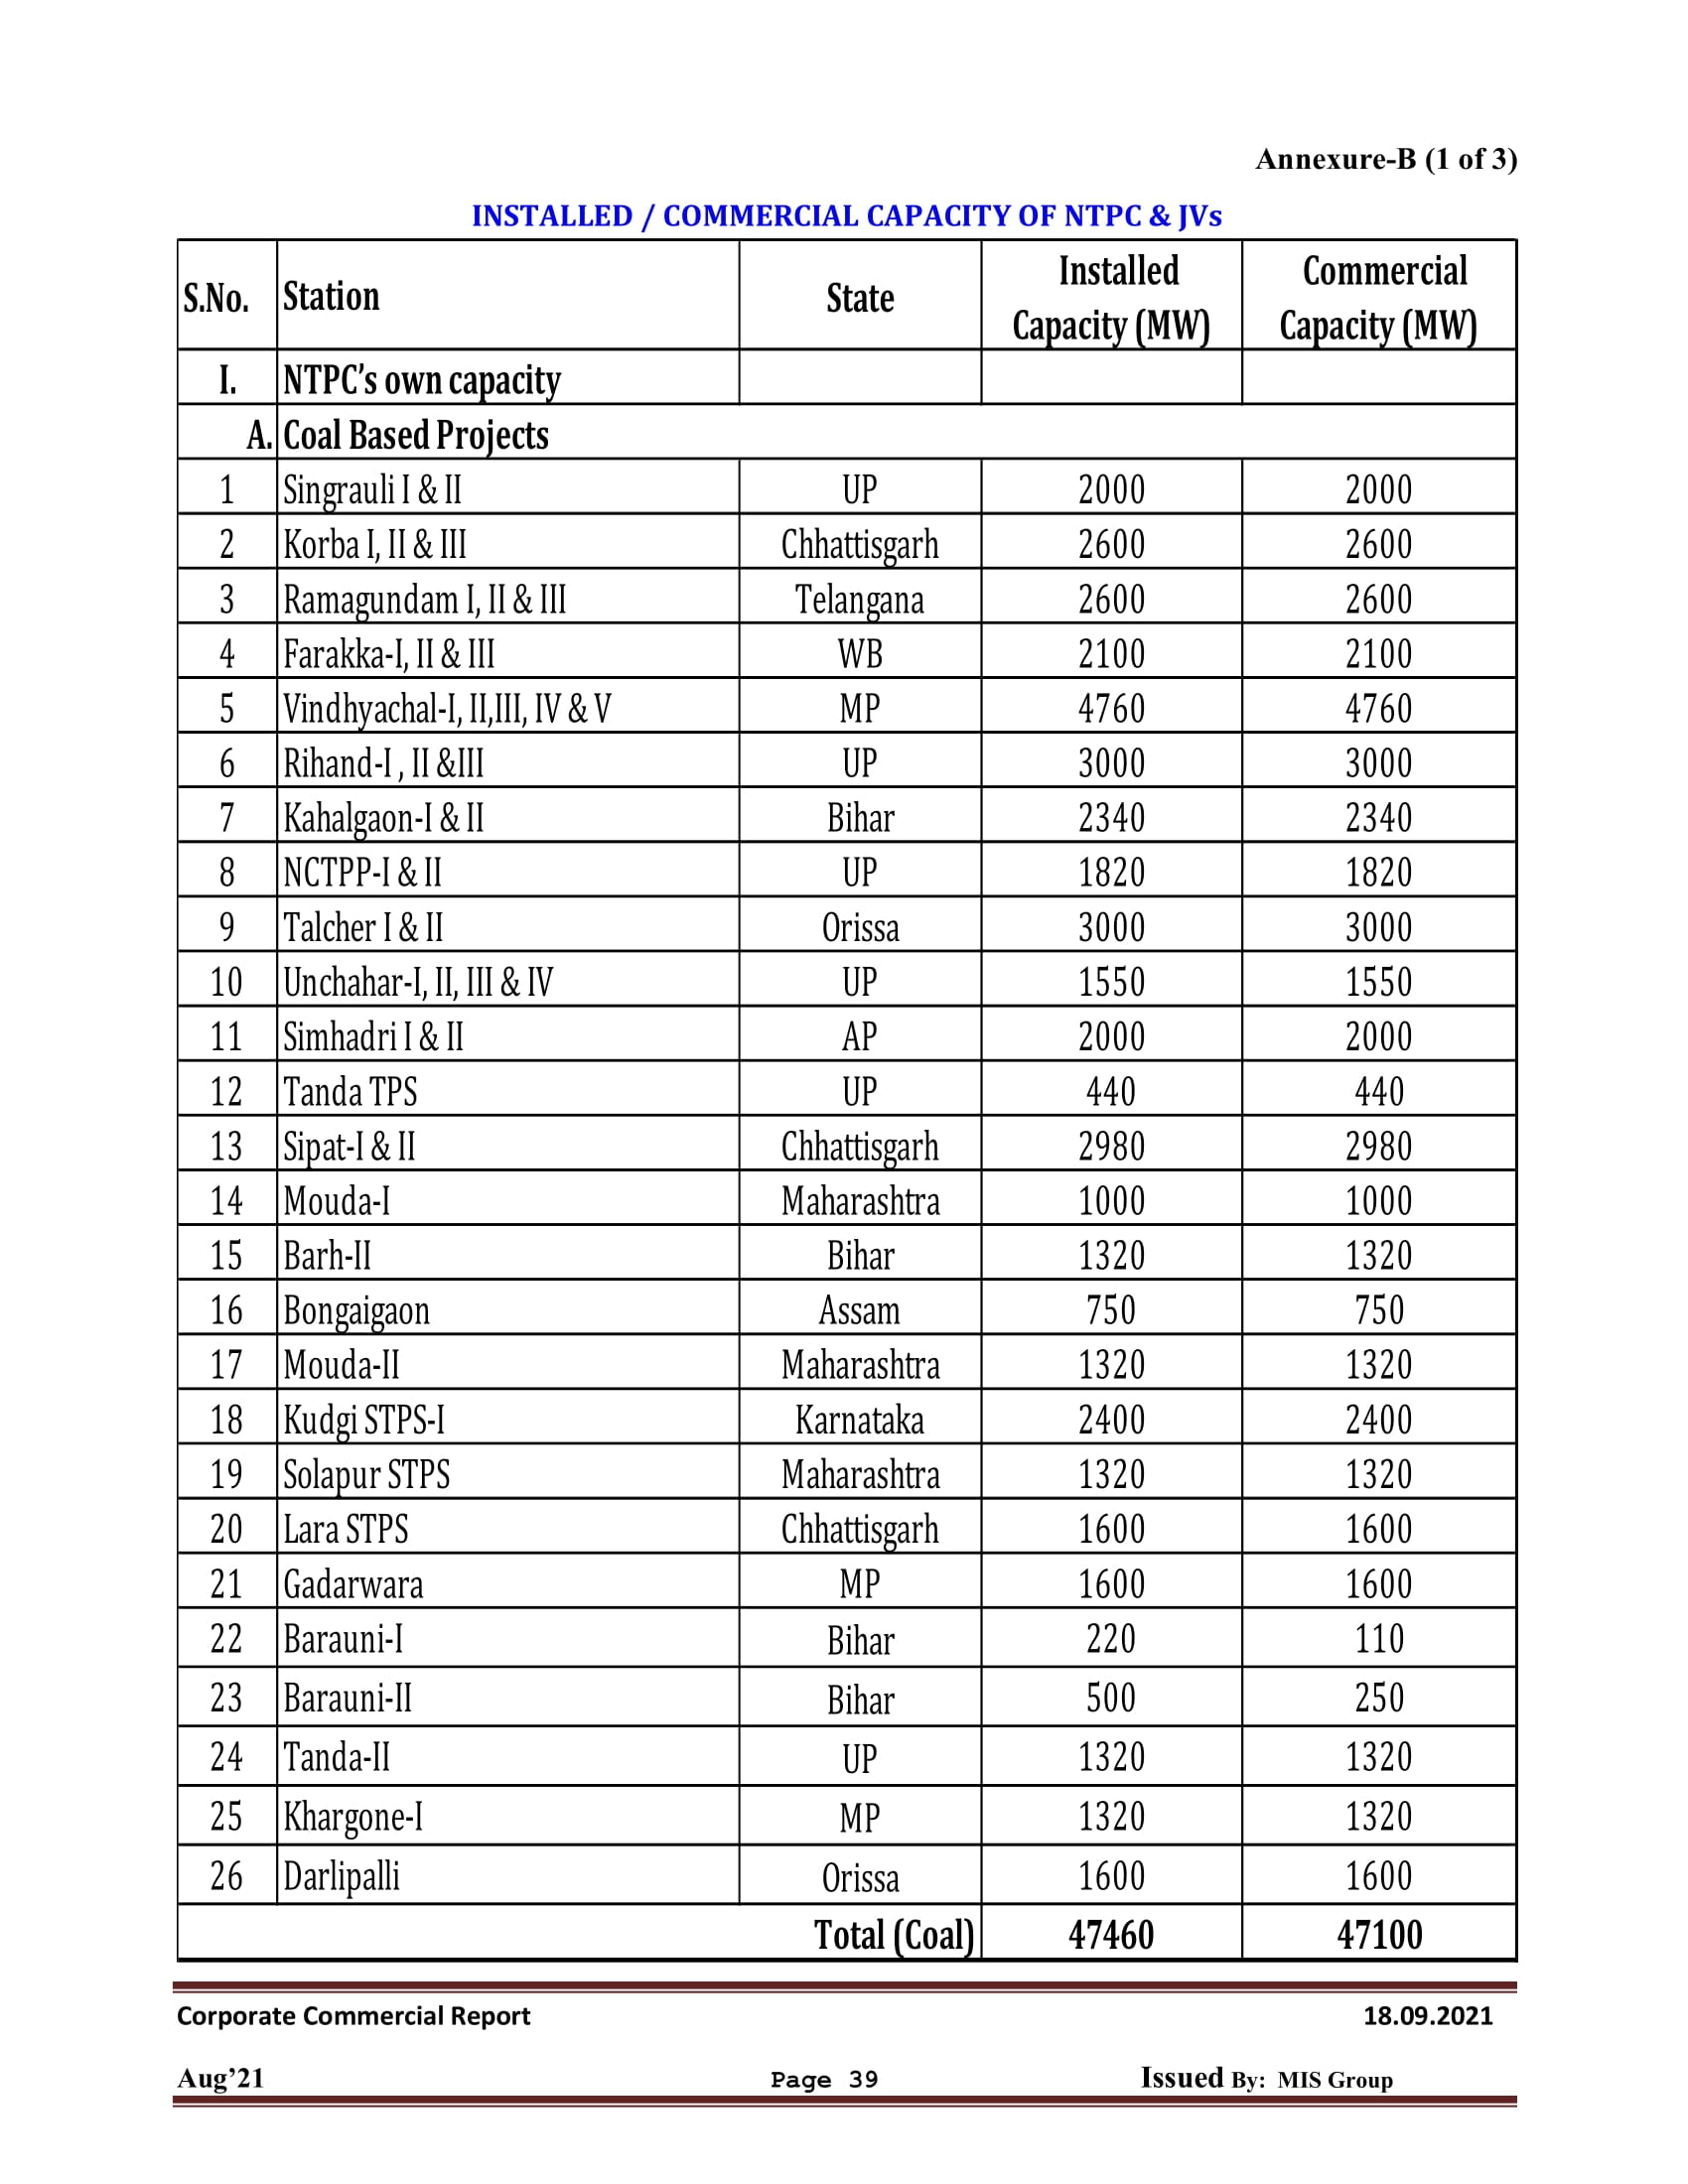 Annexure-B (1 of 3)
INSTALLED / COMMERCIAL CAPACITY OF NTPC & JVs
S.No. Station State Installed Capacity (MW) Commercial Capacity (MW)
I. NTPC’s own capacity
A. Coal Based Projects
1 Singrauli I & II UP 2000 2000
2 Korba I, II & III Chhattisgarh 2600 2600
3 Ramagundam I, II & III Telangana 2600 2600
4 Farakka-I, II & III WB 2100 2100
5 Vindhyachal-I, II,III, IV & V MP 4760 4760
6 Rihand-I , II &III UP 3000 3000
7 Kahalgaon-I & II Bihar 2340 2340
8 NCTPP-I & II UP 1820 1820
9 Talcher I & II Orissa 3000 3000
10 Unchahar-I, II, III & IV UP 1550 1550
11 Simhadri I & II AP 2000 2000
12 Tanda TPS UP 440 440
13 Sipat-I & II Chhattisgarh 2980 2980
14 Mouda-I Maharashtra 1000 1000
15 Barh-II Bihar 1320 1320
16 Bongaigaon Assam 750 750
17 Mouda-II Maharashtra 1320 1320
18 Kudgi STPS-I Karnataka 2400 2400
19 Solapur STPS Maharashtra 1320 1320
20 Lara STPS Chhattisgarh 1600 1600
21 Gadarwara MP 1600 1600
22 Barauni-I Bihar 220 110
23 Barauni-II Bihar 500 250
24 Tanda-II UP 1320 1320
25 Khargone-I MP 1320 1320
26 Darlipalli Orissa 1600 1600
Total (Coal) 47460 47100
Corporate Commercial Report 18.09.2021
Aug’21 Page 39 Issued By: MIS Group